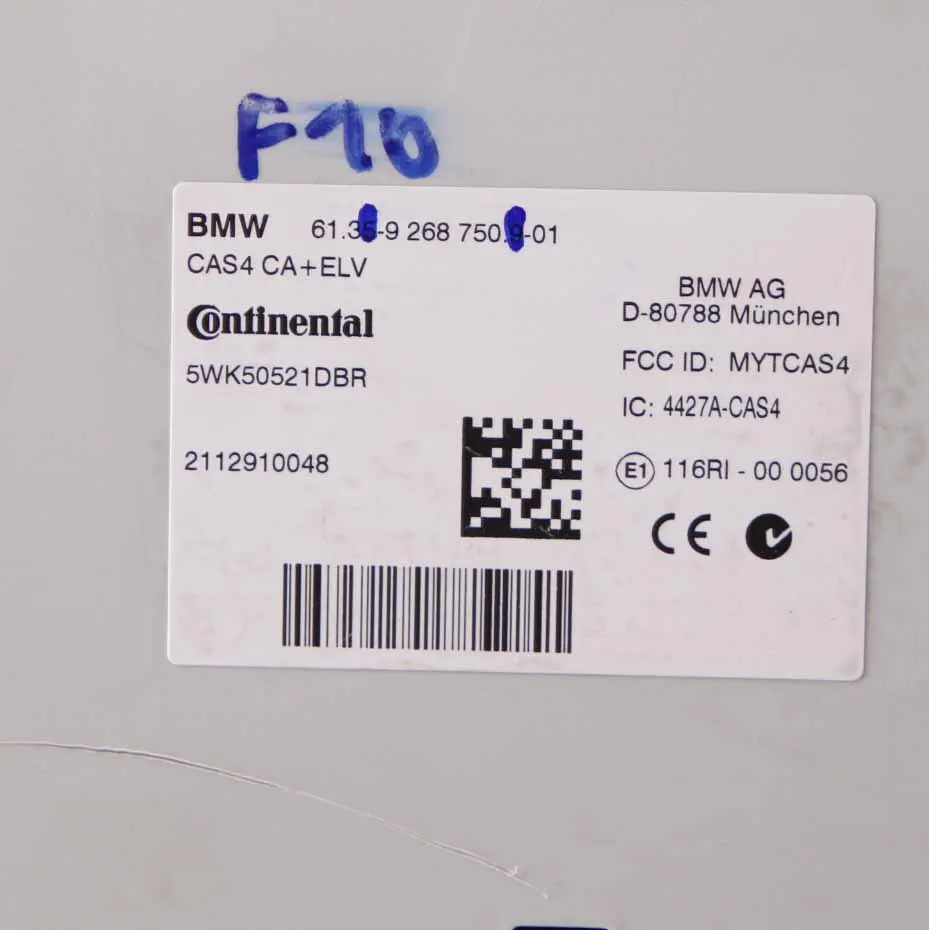 F10
BMW 61.35-9 268 750.9-01
CAS4 CA+ELV
Continental
5WK50521DBR
2112910048
BMW AG
D-80788 München
FCC ID: MYTCAS4
IC: 4427A-CAS4
E1 116RI - 00 0056
CE